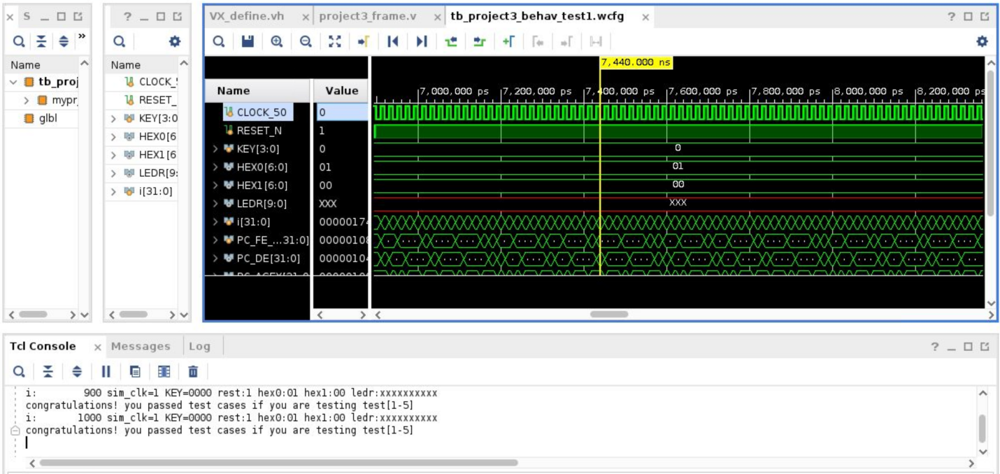 S
?
VX_define.vh
project3_frame.v
tb_project3_behav_test1.wcfg
?
»
Name
tb_proj
mypr
glbl
Name
CLOCK_5
RESET_
KEY[3:0
HEX0[6
HEX1[6
LEDR[9:
i[31:0]
7,440.000 ns
Name Value
7,000,000 ps 7,200,000 ps 7,400,000 ps 7,600,000 ps 7,800,000 ps 8,000,000 ps 8,200,000 ps
CLOCK_50 0
RESET_N 1
KEY[3:0] 0 0
HEX0[6:0] 01 01
HEX1[6:0] 00 00
LEDR[9:0] XXX XXX
i[31:0] 00000174
PC_FE_...31:0] 00000108
PC_DE[31:0] 00000104
Tcl Console Messages Log
?
i: 900 sim_clk=1 KEY=0000 rest:1 hex0:01 hex1:00 ledr:xxxxxxxxxx
congratulations! you passed test cases if you are testing test[1-5]
i: 1000 sim_clk=1 KEY=0000 rest:1 hex0:01 hex1:00 ledr:xxxxxxxxxx
congratulations! you passed test cases if you are testing test[1-5]